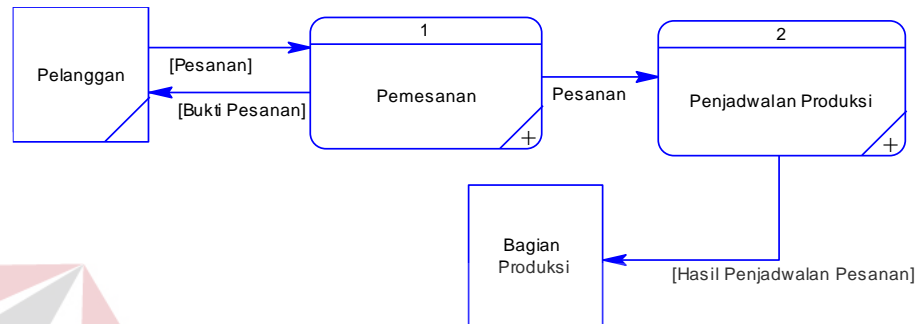 1
2
Pelanggan
[Pesanan]
[Bukti Pesanan]
Pemesanan
+
Pesanan
Penjadwalan Produksi
+
Bagian
Produksi
[Hasil Penjadwalan Pesanan]